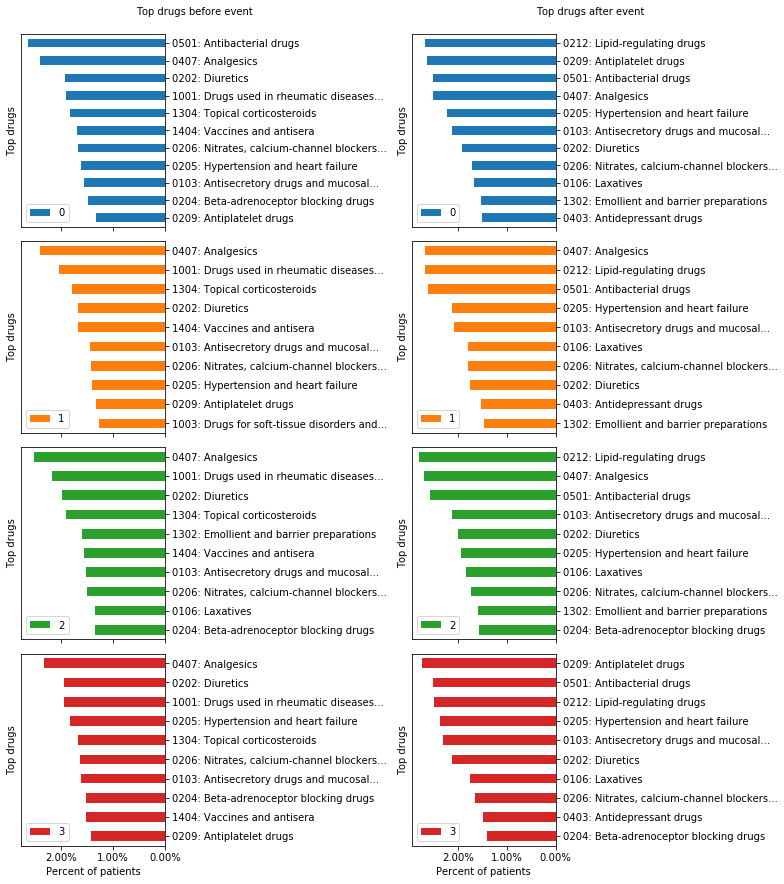 Top drugs before event
Top drugs
0501: Antibacterial drugs
0407: Analgesics
0202: Diuretics
1001: Drugs used in rheumatic diseases...
1304: Topical corticosteroids
1404: Vaccines and antisera
0206: Nitrates, calcium-channel blockers...
0205: Hypertension and heart failure
0103: Antisecretory drugs and mucosal...
0204: Beta-adrenoceptor blocking drugs
0209: Antiplatelet drugs
0
Top drugs
0407: Analgesics
1001: Drugs used in rheumatic diseases...
1304: Topical corticosteroids
0202: Diuretics
1404: Vaccines and antisera
0103: Antisecretory drugs and mucosal...
0206: Nitrates, calcium-channel blockers...
0205: Hypertension and heart failure
0209: Antiplatelet drugs
1003: Drugs for soft-tissue disorders and...
1
Top drugs
0407: Analgesics
1001: Drugs used in rheumatic diseases...
0202: Diuretics
1304: Topical corticosteroids
1302: Emollient and barrier preparations
1404: Vaccines and antisera
0103: Antisecretory drugs and mucosal...
0206: Nitrates, calcium-channel blockers...
0106: Laxatives
0204: Beta-adrenoceptor blocking drugs
2
Top drugs
0407: Analgesics
0202: Diuretics
1001: Drugs used in rheumatic diseases...
0205: Hypertension and heart failure
1304: Topical corticosteroids
0206: Nitrates, calcium-channel blockers...
0103: Antisecretory drugs and mucosal...
0204: Beta-adrenoceptor blocking drugs
1404: Vaccines and antisera
0209: Antiplatelet drugs
3
2.00% 1.00% 0.00%
Percent of patients
Top drugs after event
Top drugs
0212: Lipid-regulating drugs
0209: Antiplatelet drugs
0501: Antibacterial drugs
0407: Analgesics
0205: Hypertension and heart failure
0103: Antisecretory drugs and mucosal...
0202: Diuretics
0206: Nitrates, calcium-channel blockers...
0106: Laxatives
1302: Emollient and barrier preparations
0403: Antidepressant drugs
0
Top drugs
0407: Analgesics
0212: Lipid-regulating drugs
0501: Antibacterial drugs
0205: Hypertension and heart failure
0103: Antisecretory drugs and mucosal...
0106: Laxatives
0206: Nitrates, calcium-channel blockers...
0202: Diuretics
0403: Antidepressant drugs
1302: Emollient and barrier preparations
1
Top drugs
0212: Lipid-regulating drugs
0407: Analgesics
0501: Antibacterial drugs
0103: Antisecretory drugs and mucosal...
0202: Diuretics
0205: Hypertension and heart failure
0106: Laxatives
0206: Nitrates, calcium-channel blockers...
1302: Emollient and barrier preparations
0204: Beta-adrenoceptor blocking drugs
2
Top drugs
0209: Antiplatelet drugs
0501: Antibacterial drugs
0212: Lipid-regulating drugs
0205: Hypertension and heart failure
0103: Antisecretory drugs and mucosal...
0202: Diuretics
0106: Laxatives
0206: Nitrates, calcium-channel blockers...
0403: Antidepressant drugs
0204: Beta-adrenoceptor blocking drugs
3
2.00% 1.00% 0.00%
Percent of patients